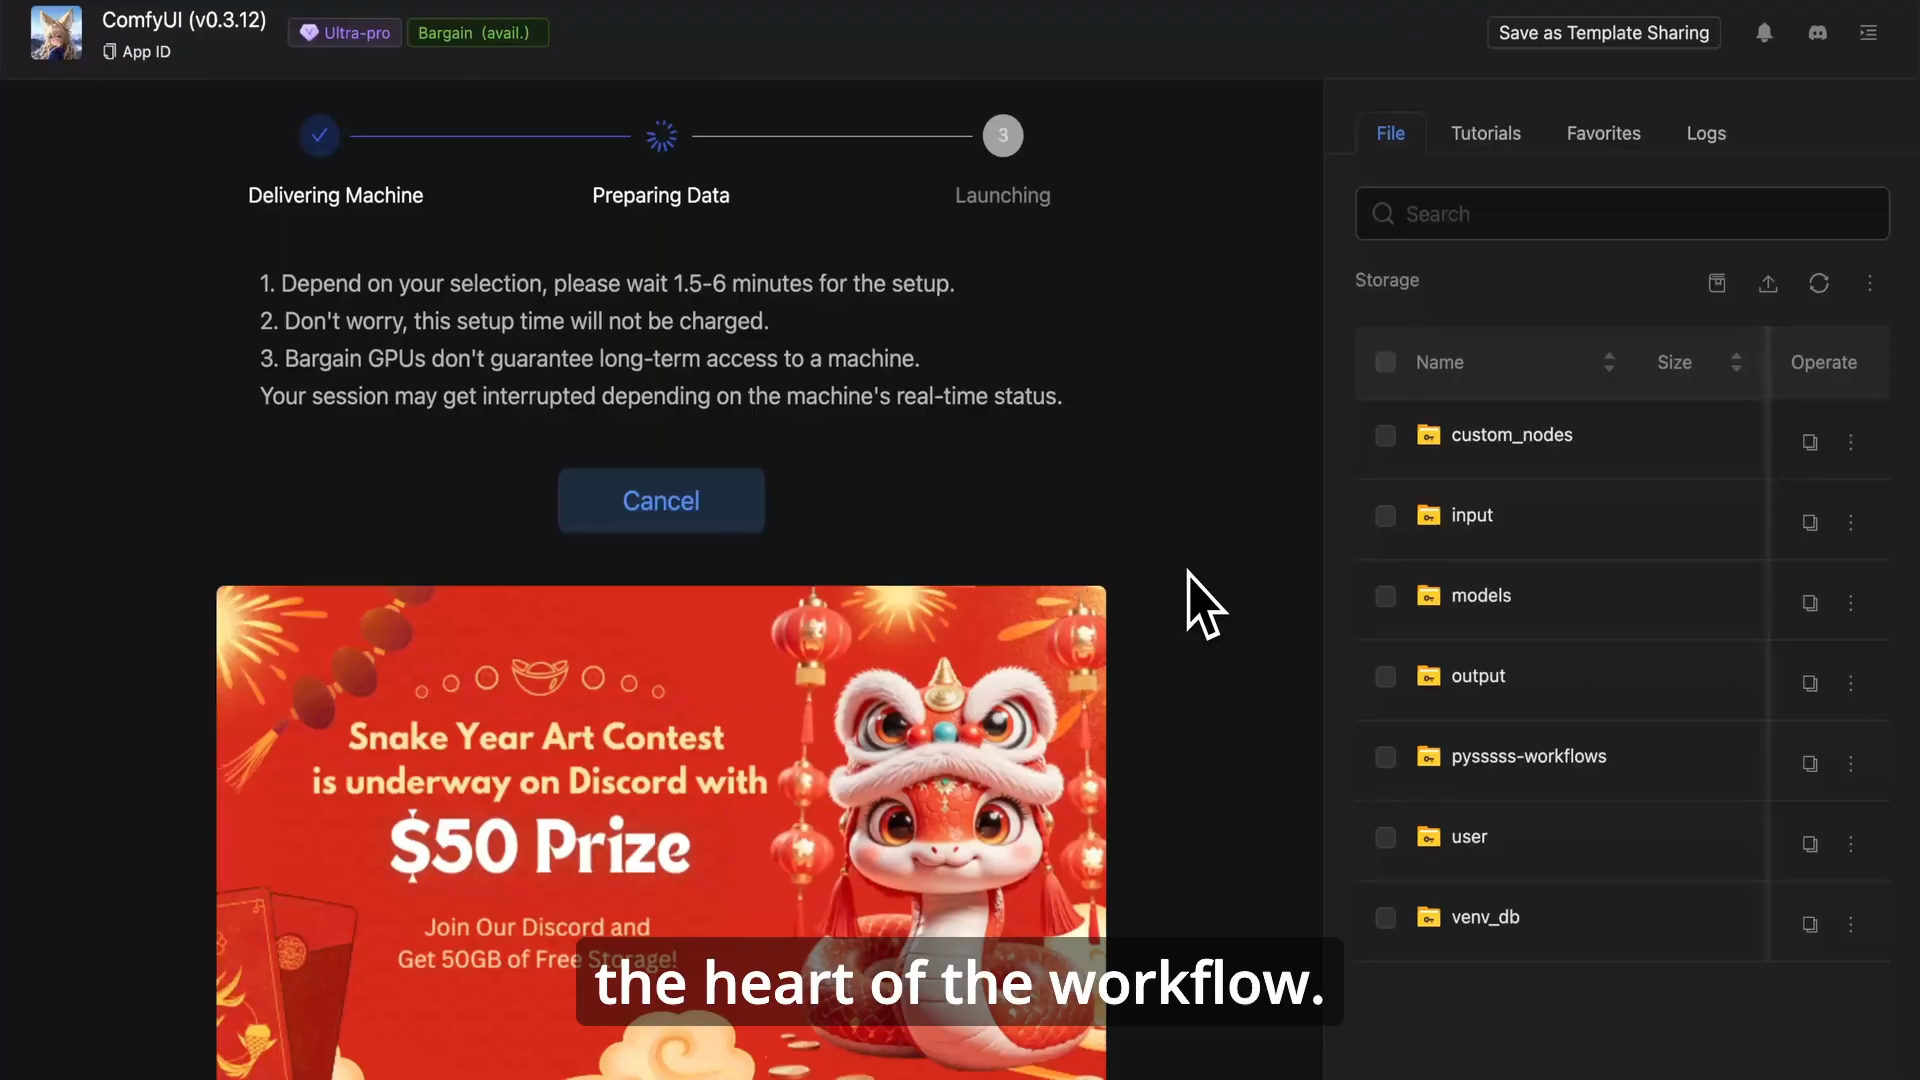 ComfyUI (v0.3.12)
App ID
Ultra-pro
Bargain (avail.)
Save as Template Sharing
3
Delivering Machine
Preparing Data
Launching
1. Depend on your selection, please wait 1.5-6 minutes for the setup.
2. Don't worry, this setup time will not be charged.
3. Bargain GPUs don't guarantee long-term access to a machine.
Your session may get interrupted depending on the machine's real-time status.
Cancel
Snake Year Art Contest
is underway on Discord with
$50 Prize
Join Our Discord and
Get 50GB of Free Storage!
the heart of the workflow.
File
Tutorials
Favorites
Logs
Search
Storage
Name
Size
Operate
custom_nodes
input
models
output
pysssss-workflows
user
venv_db